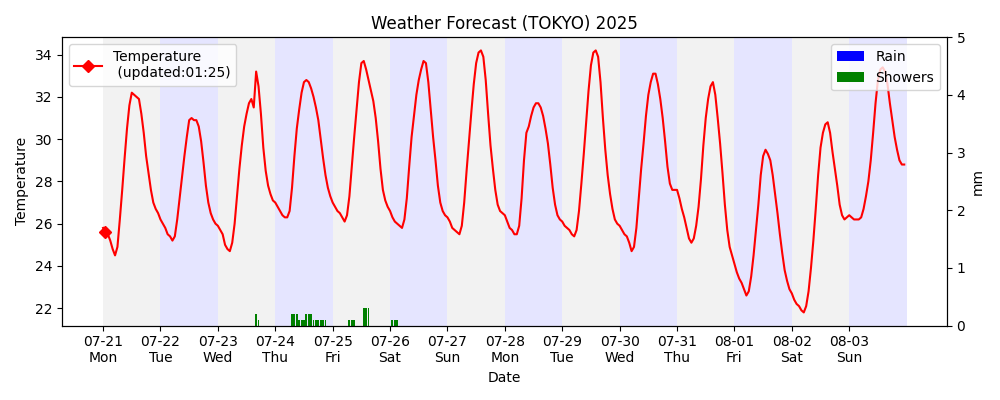 Weather Forecast (TOKYO) 2025
Temperature
(updated:01:25)
Rain
Showers
Temperature
34
32
30
28
26
24
22
mm
5
4
3
2
1
0
07-21 07-22 07-23 07-24 07-25 07-26 07-27 07-28 07-29 07-30 07-31 08-01 08-02 08-03
Mon Tue Wed Thu Fri Sat Sun Mon Tue Wed Thu Fri Sat Sun
Date